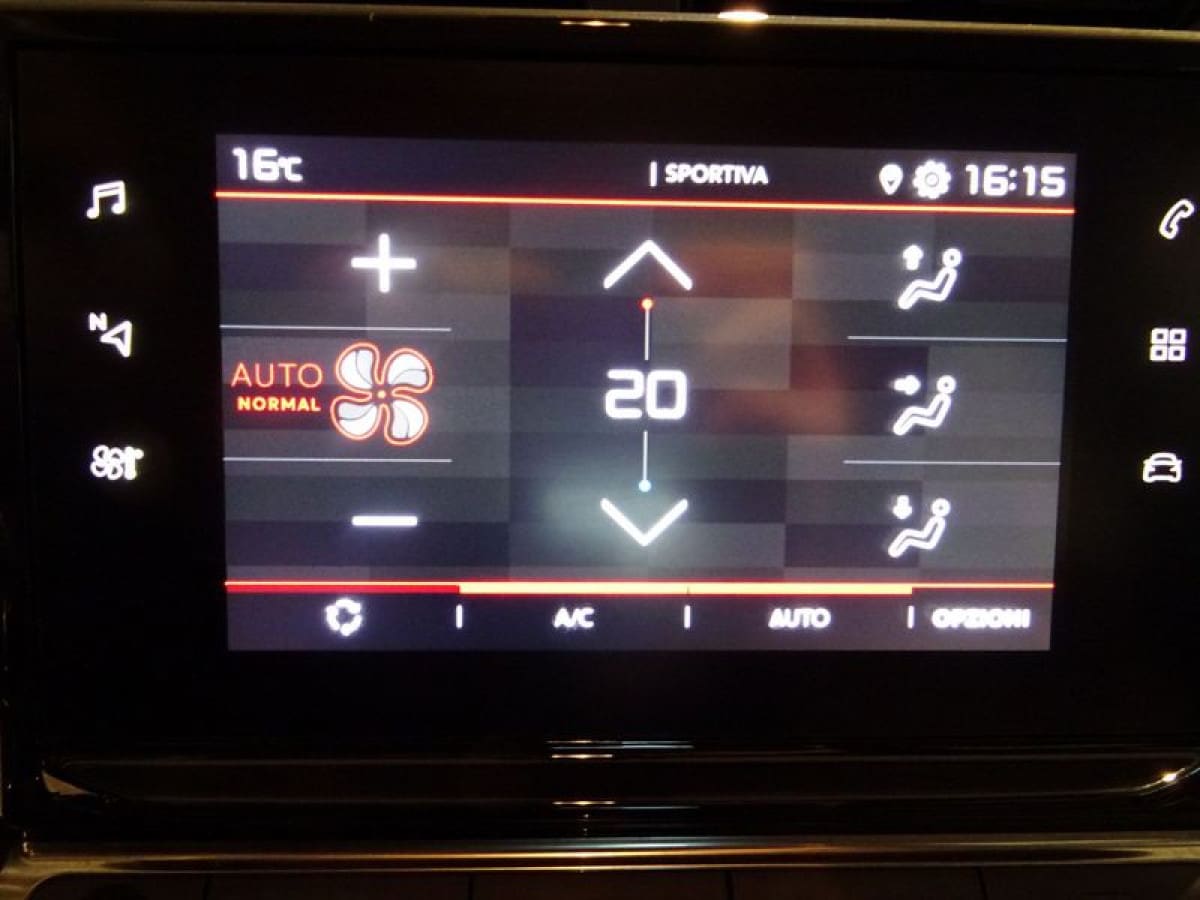 16°C | SPORTIVA 16:15
N
AUTO
NORMAL
20
A/C | AUTO | OPZIONI